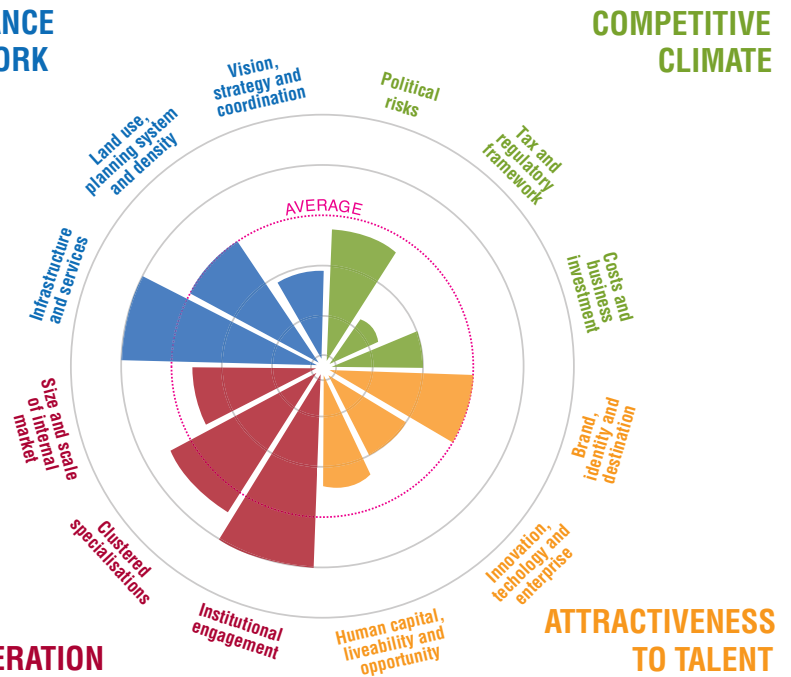 ANCE
ORK
COMPETITIVE
CLIMATE
Vision,
strategy and
coordination
Political
risks
Land use,
planning system
and density
Tax and
regulatory
framework
AVERAGE
Infrastructure
and services
Costs and
business
investment
Size and scale
of internal
market
Brand,
identity and
destination
Clustered
specialisations
Innovation,
techology and
enterprise
Institutional
engagement
Human capital,
liveability and
opportunity
ERATION
ATTRACTIVENESS
TO TALENT